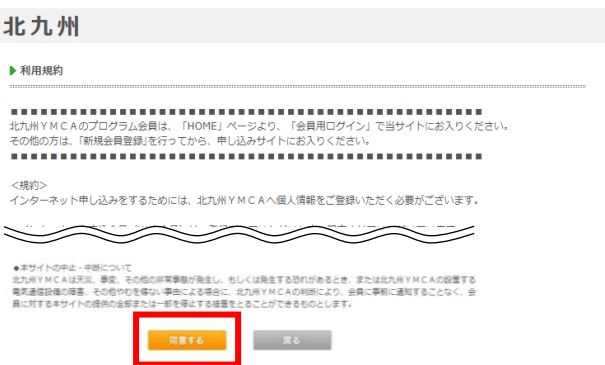 北九州
利用規約
北九州ＹＭＣＡのプログラム会員は、「HOME」ページより、「会員用ログイン」で当サイトにお入りください。
その他の方は、「新規会員登録」を行ってから、申し込みサイトにお入りください。
＜規約＞
インターネット申し込みをするためには、北九州ＹＭＣＡへ個人情報をご登録いただく必要がございます。
◆本サイトの中止・中断について
北九州ＹＭＣＡは天災、事変、その他の非常事態が発生し、もしくは発生する恐れがあるとき、または北九州ＹＭＣＡの設置する
電気通信設備の障害、その他やむを得ない事由による場合に、北九州ＹＭＣＡの判断により、会員に事前に通知することなく、会
員に対する本サイトの提供の全部または一部を停止する措置をとることができるものとします。
同意する
戻る